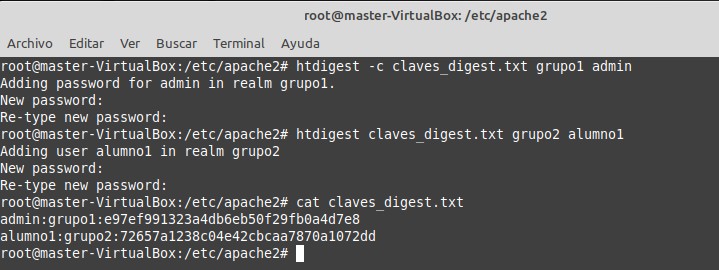 root@master-VirtualBox: /etc/apache2
Archivo Editar Ver Buscar Terminal Ayuda
root@master-VirtualBox:/etc/apache2# htdigest -c claves_digest.txt grupo1 admin
Adding password for admin in realm grupo1.
New password:
Re-type new password:
root@master-VirtualBox:/etc/apache2# htdigest claves_digest.txt grupo2 alumno1
Adding user alumno1 in realm grupo2
New password:
Re-type new password:
root@master-VirtualBox:/etc/apache2# cat claves_digest.txt
admin:grupo1:e97ef991323a4db6eb50f29fb0a4d7e8
alumno1:grupo2:72657a1238c04e42cbcaa7870a1072dd
root@master-VirtualBox:/etc/apache2#